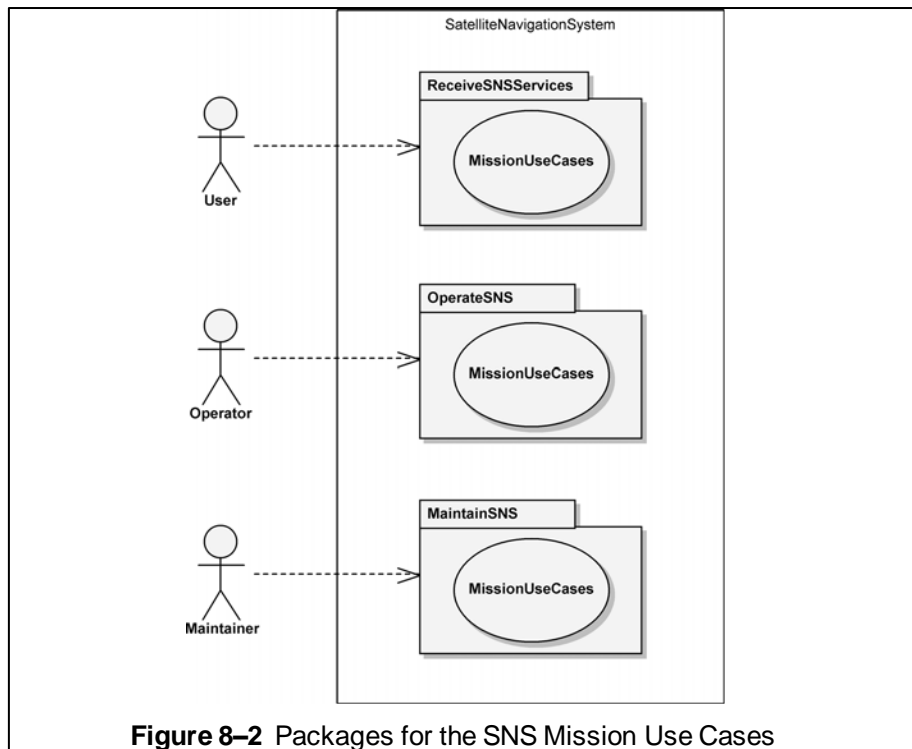 SatelliteNavigationSystem
ReceiveSNSServices
MissionUseCases
User
OperateSNS
MissionUseCases
Operator
MaintainSNS
MissionUseCases
Maintainer
Figure 8–2 Packages for the SNS Mission Use Cases